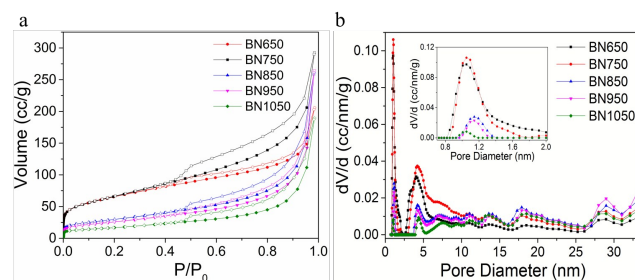 a
b
300
250
200
150
100
50
0
Volume (cc/g)
BN650
BN750
BN850
BN950
BN1050
0.0 0.2 0.4 0.6 0.8 1.0
P/P0
0.10
0.08
0.06
0.04
0.02
0.00
dV/d (cc/nm/g)
0.12
0.08
0.04
0.00
dV/d (cc/nm/g)
0.8 1.2 1.6 2.0
Pore Diameter (nm)
BN650
BN750
BN850
BN950
BN1050
0 5 10 15 20 25 30
Pore Diameter (nm)